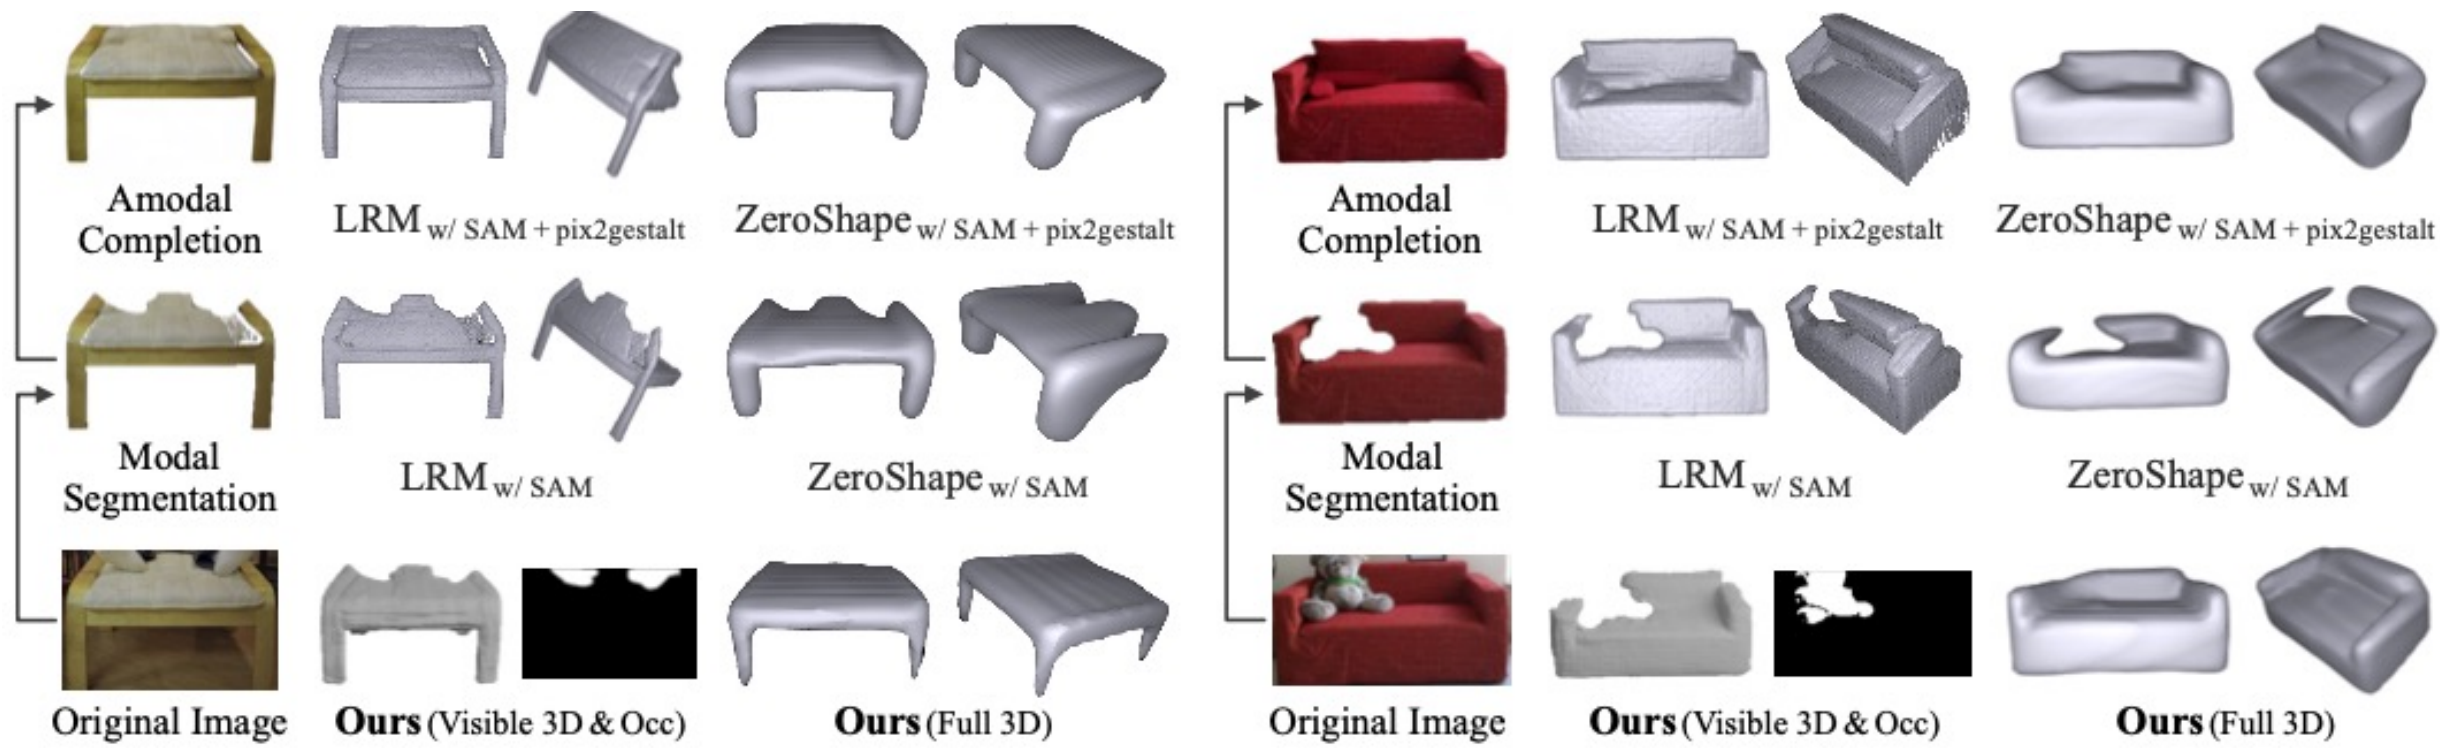 Amodal
Completion
LRM w/ SAM + pix2gestalt
ZeroShape w/ SAM + pix2gestalt
Amodal
Completion
LRM w/ SAM + pix2gestalt
ZeroShape w/ SAM + pix2gestalt
Modal
Segmentation
LRM w/ SAM
ZeroShape w/ SAM
Modal
Segmentation
LRM w/ SAM
ZeroShape w/ SAM
Original Image
Ours (Visible 3D & Occ)
Ours (Full 3D)
Original Image
Ours (Visible 3D & Occ)
Ours (Full 3D)